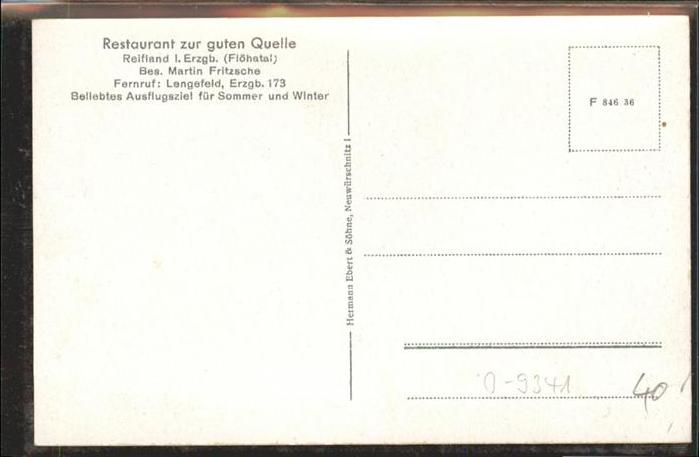 Restaurant zur guten Quelle
Reifland i. Erzgb. (Flöhatal)
Bes. Martin Fritzsche
Fernruf: Lengefeld, Erzgb. 173
Beliebtes Ausflugsziel für Sommer und Winter
Hermann Ebert & Söhne, Neuwürschnitz i
F 846 36
O-9341
40